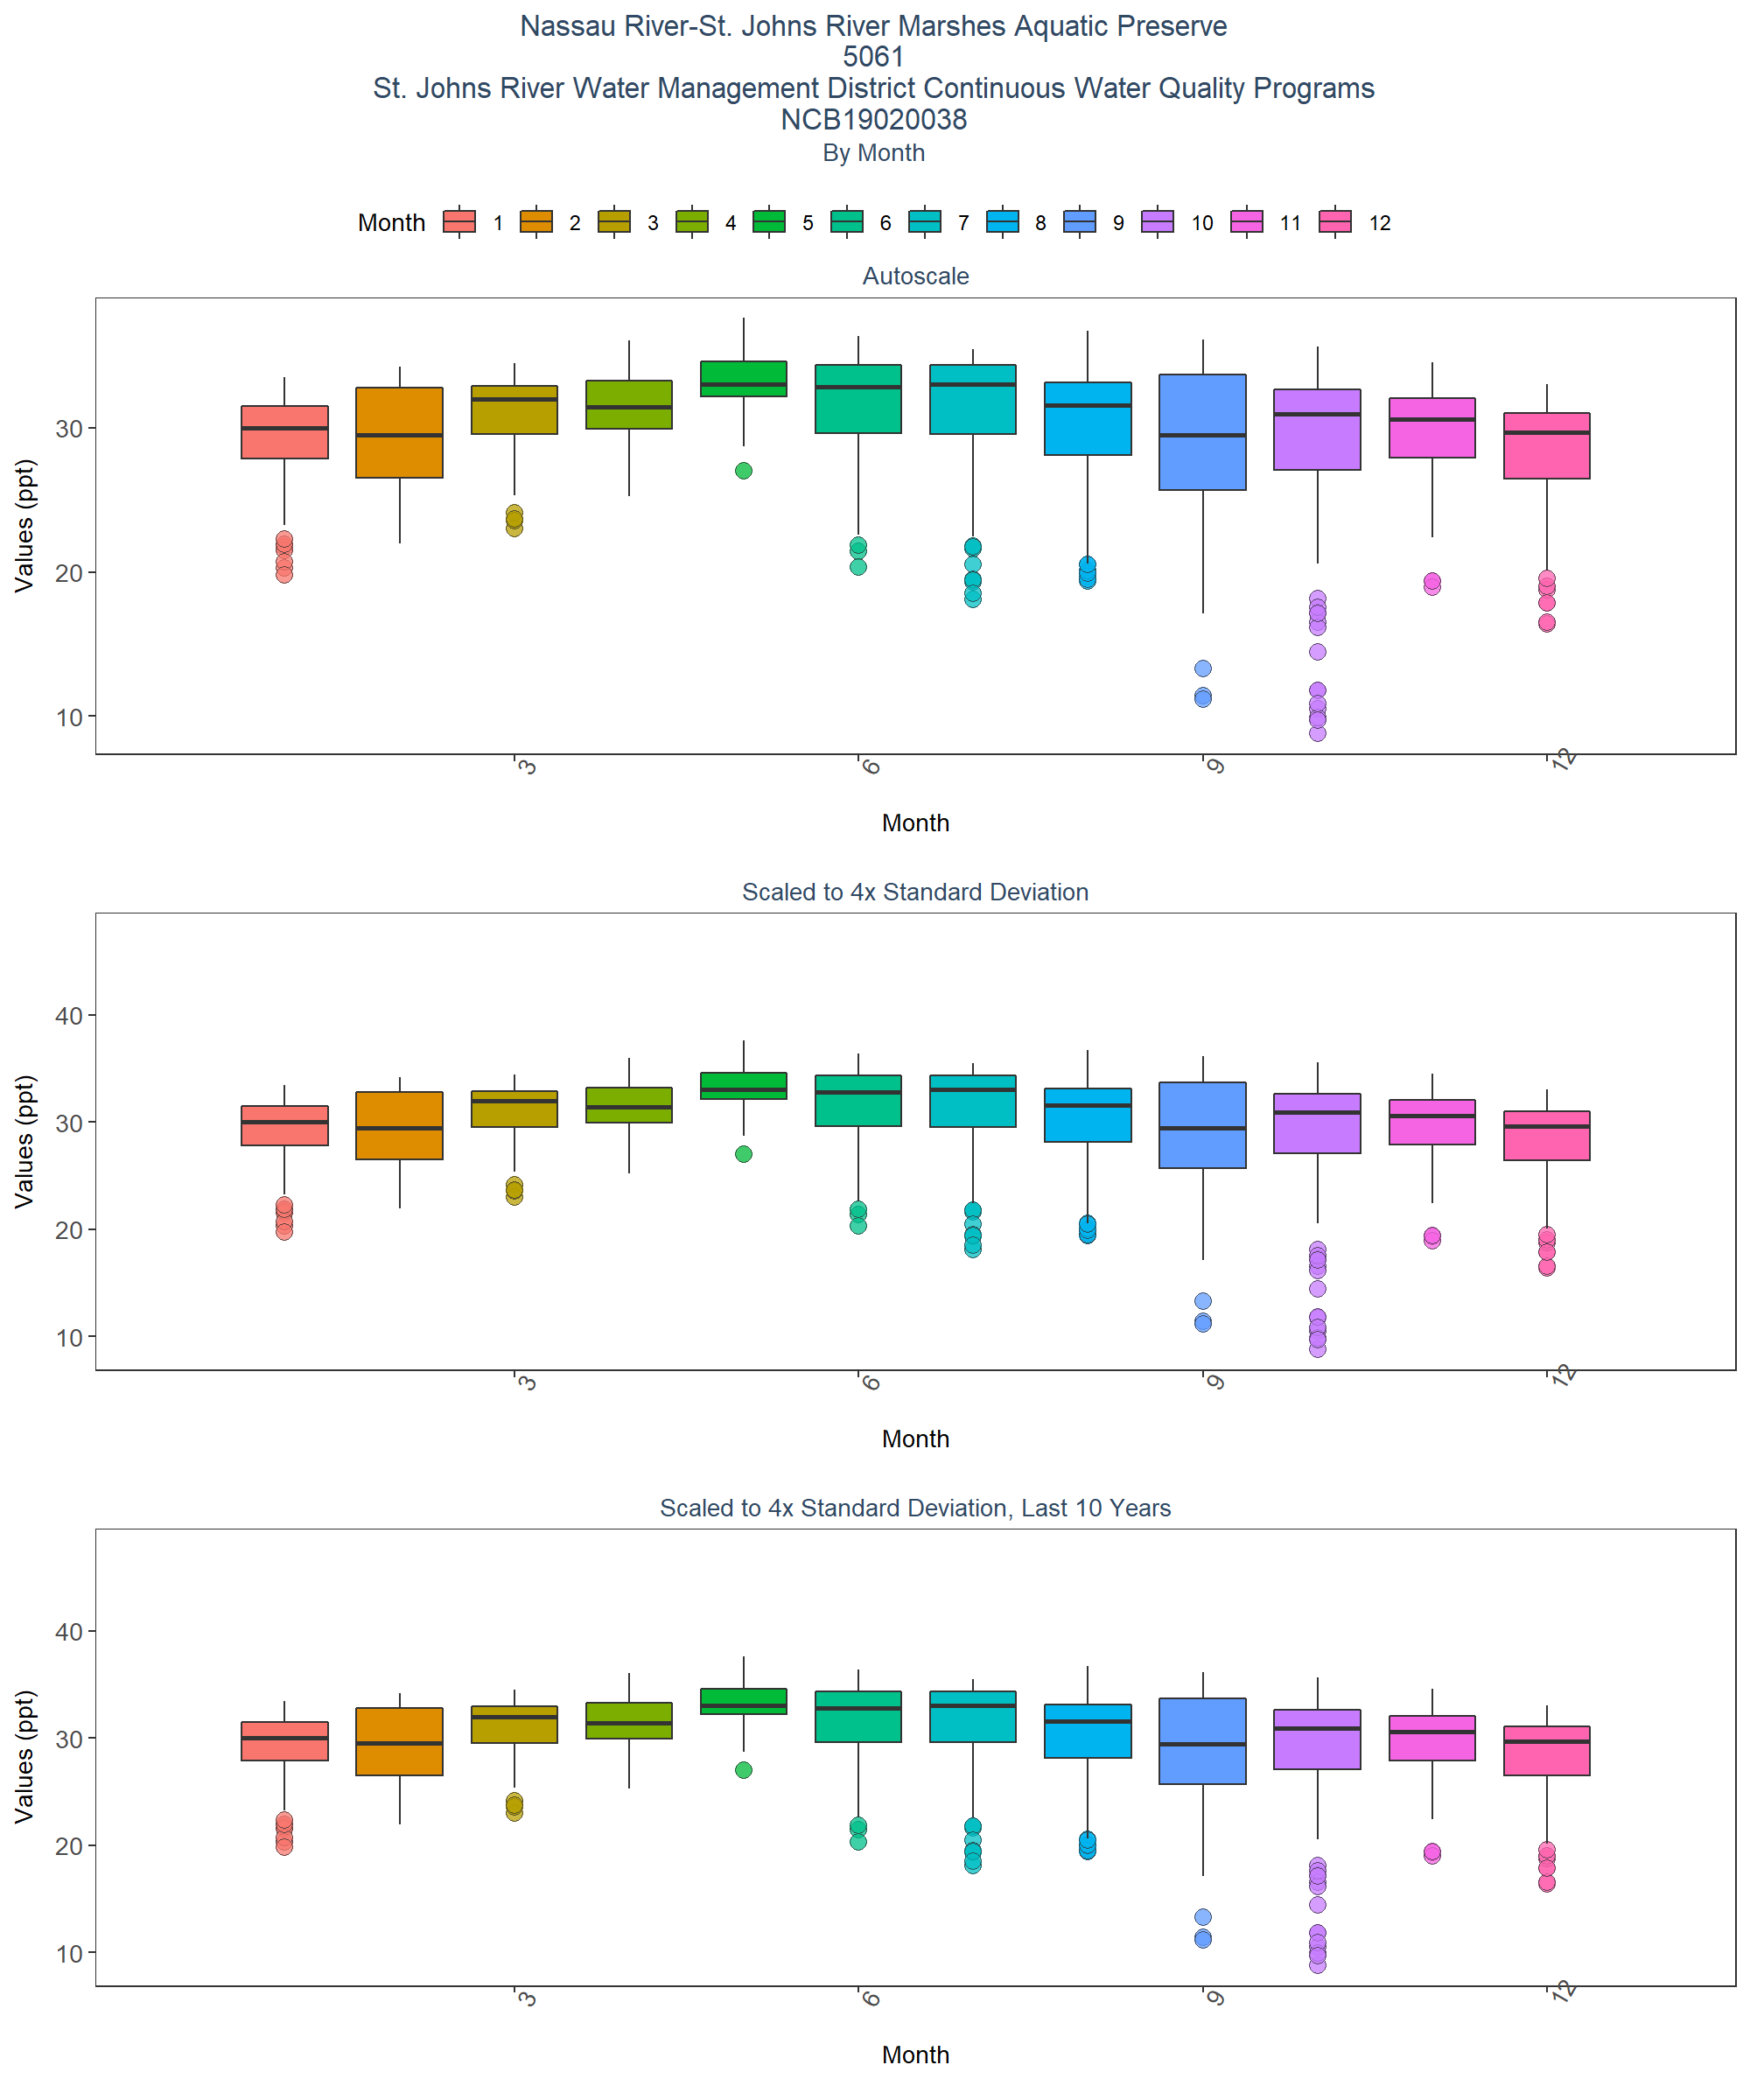 Nassau River-St. Johns River Marshes Aquatic Preserve
5061
St. Johns River Water Management District Continuous Water Quality Programs
NCB19020038
By Month
Month 1 2 3 4 5 6 7 8 9 10 11 12
Autoscale
Values (ppt)
30
20
10
3 6 9 12
Month
Scaled to 4x Standard Deviation
Values (ppt)
40
30
20
10
3 6 9 12
Month
Scaled to 4x Standard Deviation, Last 10 Years
Values (ppt)
40
30
20
10
3 6 9 12
Month